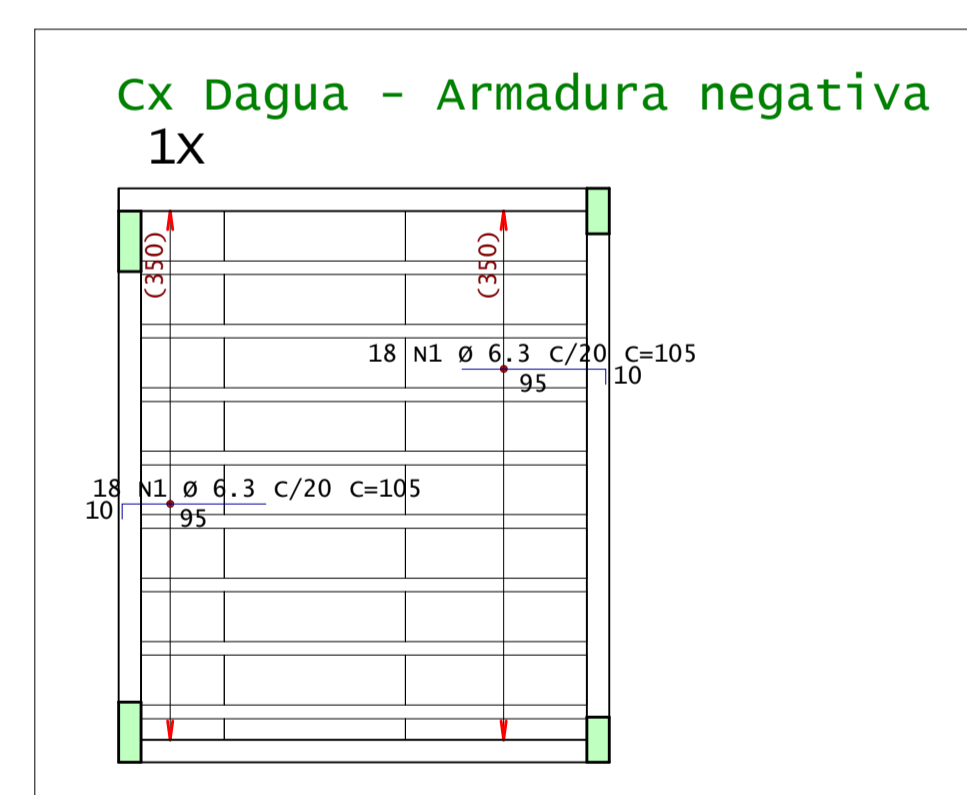 Cx Dagua - Armadura negativa
1X
(350)
(350)
18 N1 Ø 6.3 C/20 C=105
95
10
18 N1 Ø 6.3 C/20 C=105
10
95